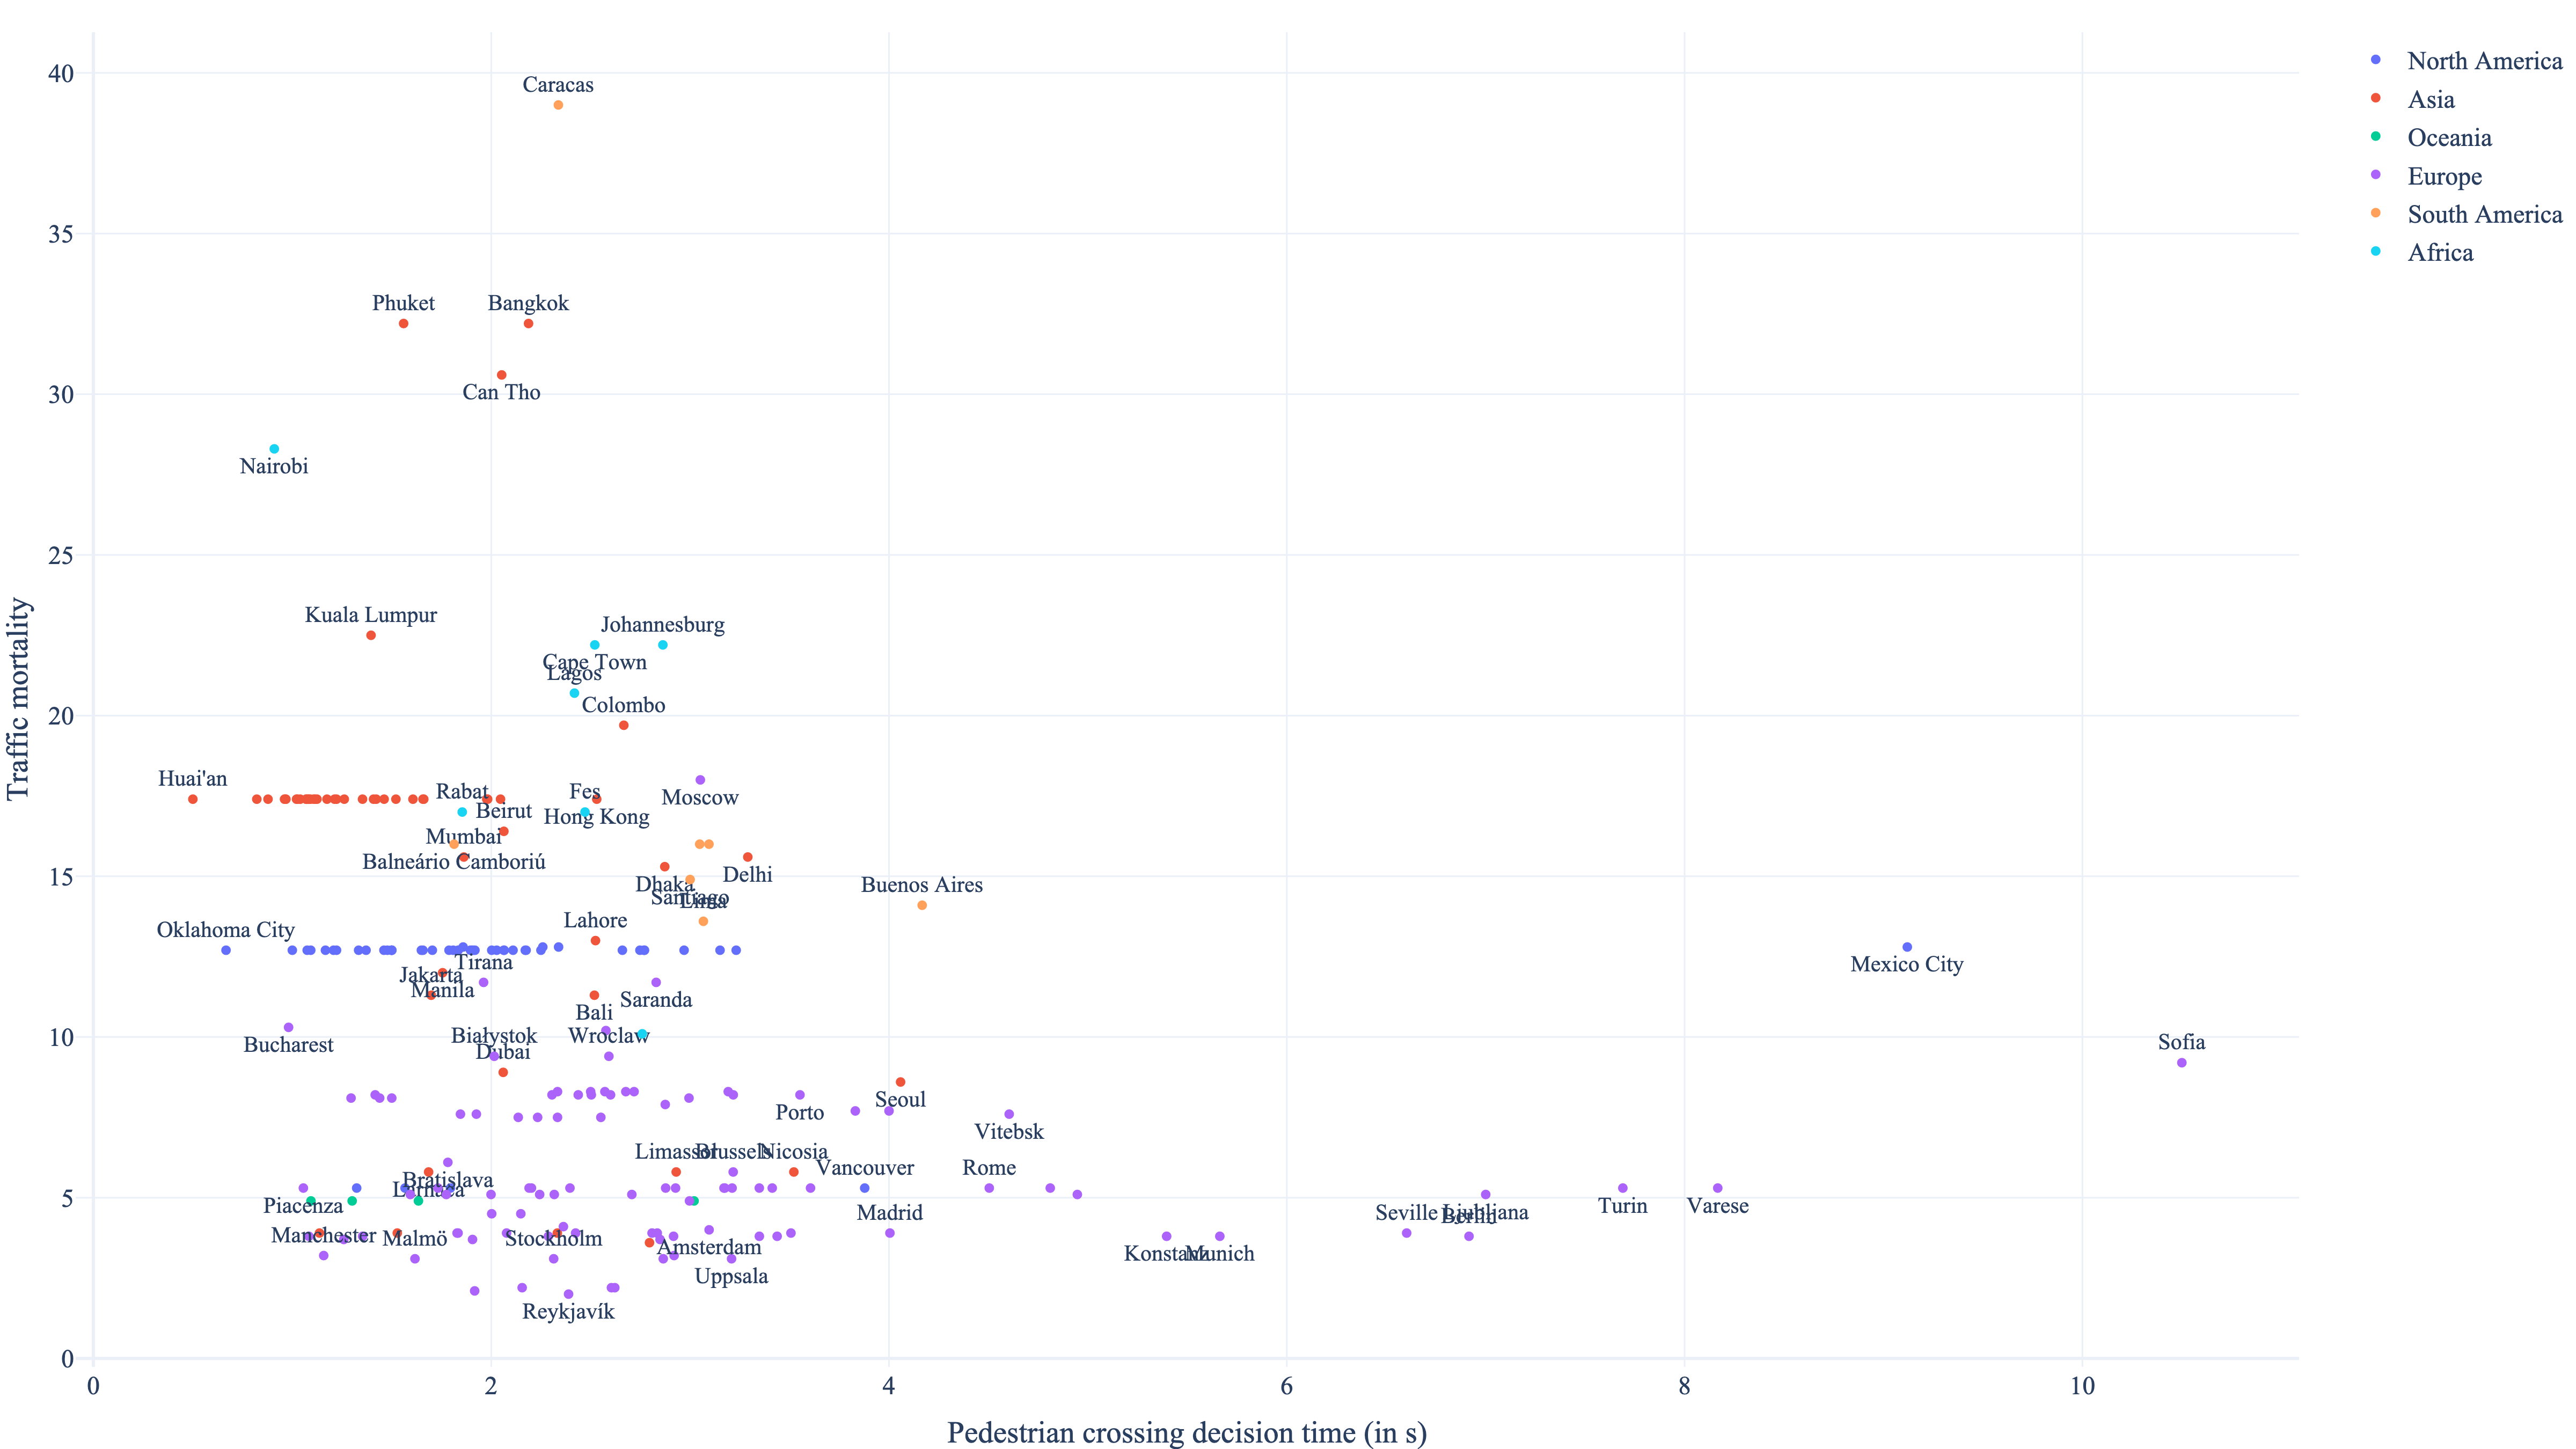 North America
Asia
Oceania
Europe
South America
Africa
40
35
30
25
20
15
10
5
0
Traffic mortality
Caracas
Phuket
Bangkok
Can Tho
Nairobi
Kuala Lumpur
Johannesburg
Cape Town
Lagos
Colombo
Huai'an
Rabat
Fes
Moscow
Beirut
Hong Kong
Mumbai
Balneário Camboriú
Delhi
Dhaka
Santiago
Lima
Buenos Aires
Lahore
Oklahoma City
Tirana
Mexico City
Jakarta
Manila
Saranda
Bali
Bucharest
Białystok
Wroclaw
Dubai
Sofia
Seoul
Porto
Vitebsk
Limassol
Brussels
Nicosia
Vancouver
Rome
Bratislava
Larnaca
Piacenza
Madrid
Seville
Ljubljana
Berlin
Turin
Varese
Manchester
Malmö
Stockholm
Amsterdam
Konstanz
Munich
Uppsala
Reykjavík
0
2
4
6
8
10
Pedestrian crossing decision time (in s)